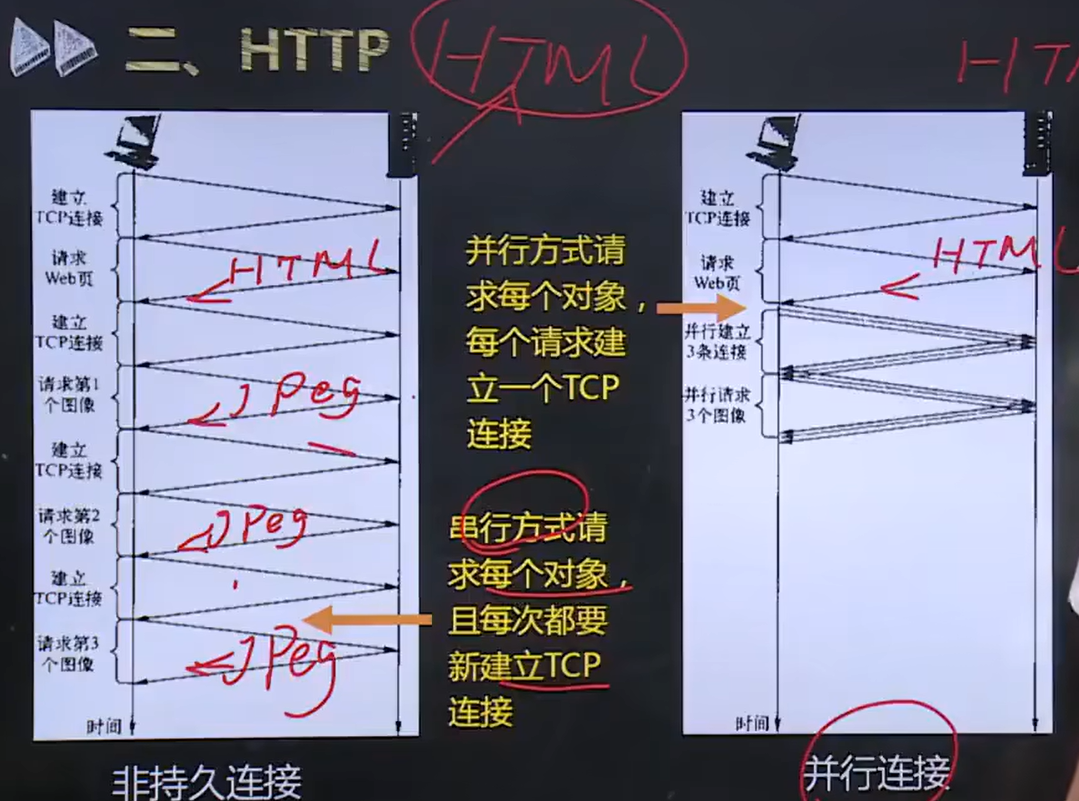 二、HTTP
HTML
建立
TCP连接
请求
Web页
HTML
建立
TCP连接
请求第1
个图像
JPeg
建立
TCP连接
请求第2
个图像
JPeg
建立
TCP连接
请求第3
个图像
JPeg
时间
非持久连接
并行方式请
求每个对象，
每个请求建
立一个TCP
连接
串行方式请
求每个对象，
且每次都要
新建立TCP
连接
建立
TCP连接
请求
Web页
HTML
并行建立
3条连接
并行请求
3个图像
时间
并行连接